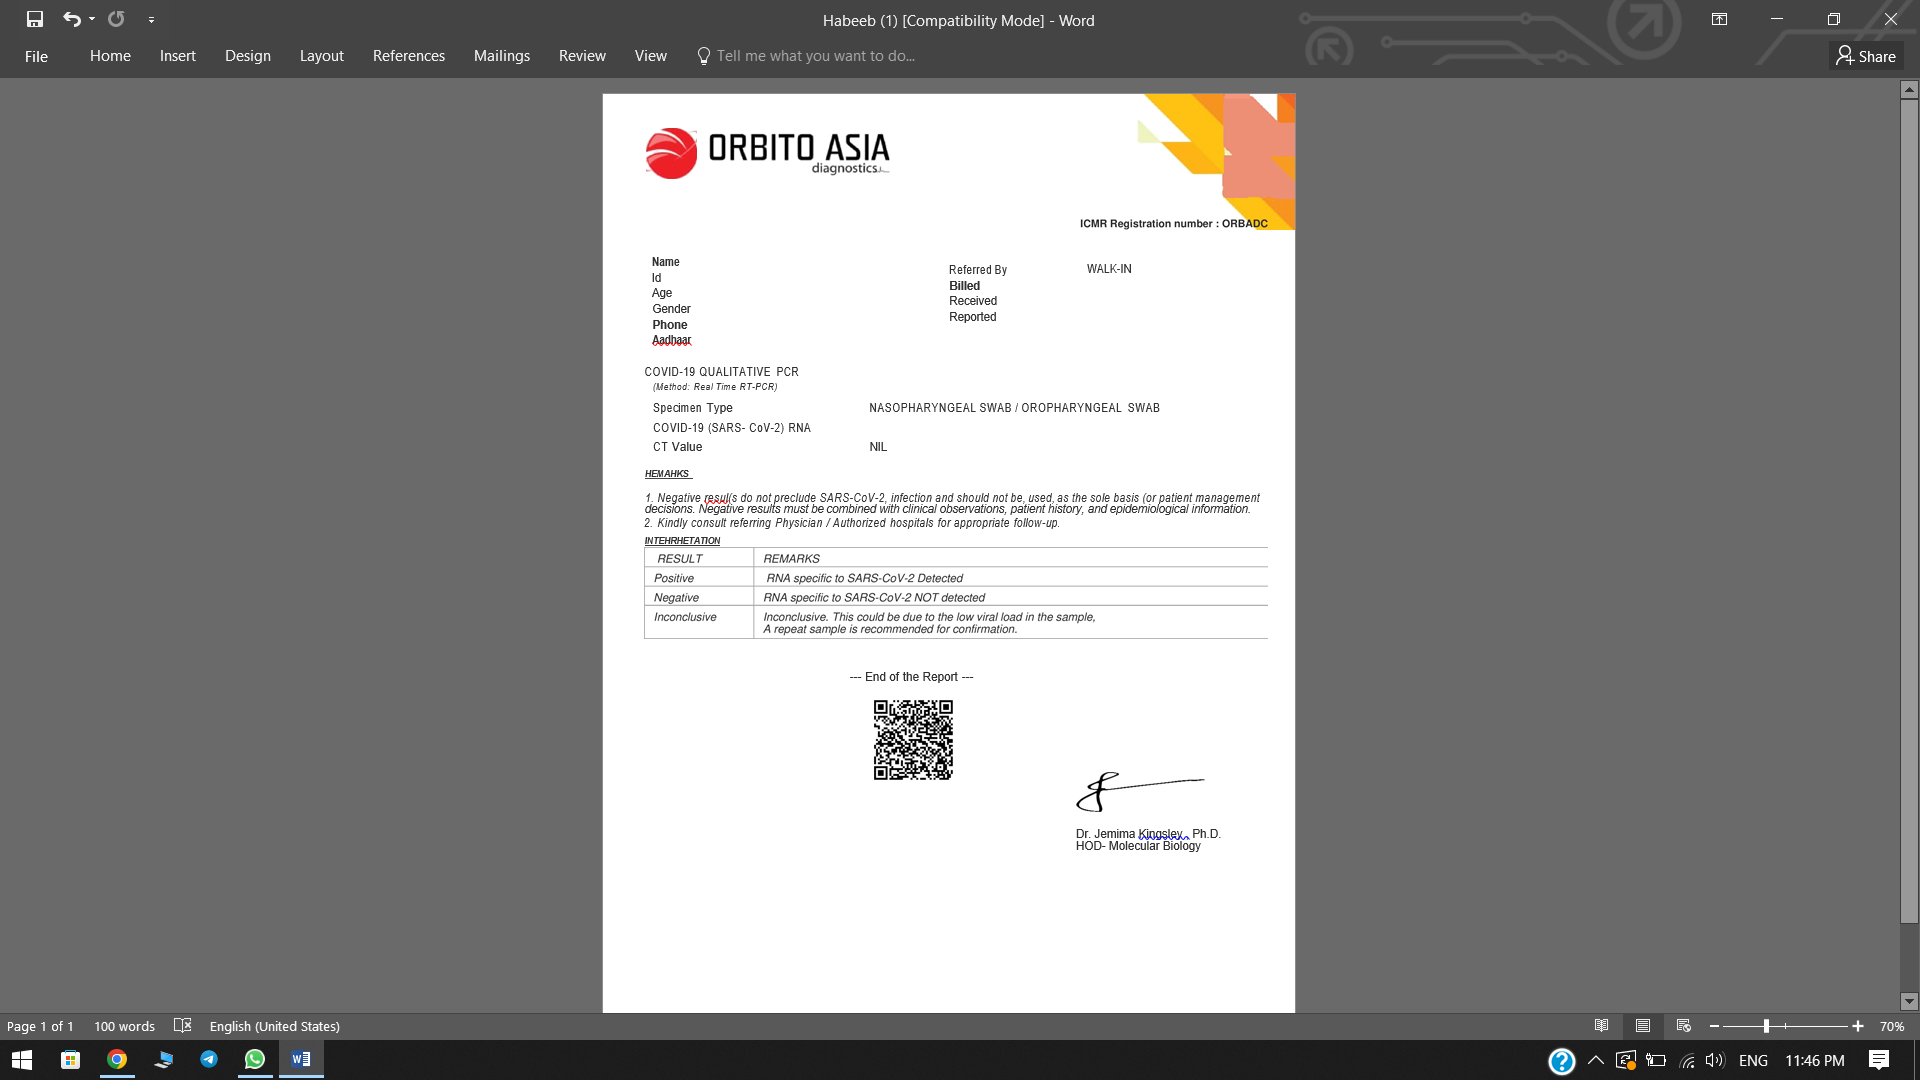 Habeeb (1) [Compatibility Mode] - Word
File Home Insert Design Layout References Mailings Review View Tell me what you want to do... Share
ORBITO ASIA
diagnostics
ICMR Registration number : ORBADC
Name
Id
Age
Gender
Phone
Aadhaar
Referred By WALK-IN
Billed
Received
Reported
COVID-19 QUALITATIVE PCR
(Method: Real Time RT-PCR)
Specimen Type NASOPHARYNGEAL SWAB / OROPHARYNGEAL SWAB
COVID-19 (SARS- CoV-2) RNA
CT Value NIL
HEMAHKS
1. Negative resul(s do not preclude SARS-CoV-2, infection and should not be, used, as the sole basis (or patient management
decisions. Negative results must be combined with clinical observations, patient history, and epidemiological information.
2. Kindly consult referring Physician / Authorized hospitals for appropriate follow-up.
INTEHRHETATION
RESULT REMARKS
Positive RNA specific to SARS-CoV-2 Detected
Negative RNA specific to SARS-CoV-2 NOT detected
Inconclusive Inconclusive. This could be due to the low viral load in the sample,
A repeat sample is recommended for confirmation.
--- End of the Report ---
Dr. Jemima Kingsley , Ph.D.
HOD- Molecular Biology
Page 1 of 1 100 words English (United States) 70%
ENG 11:46 PM